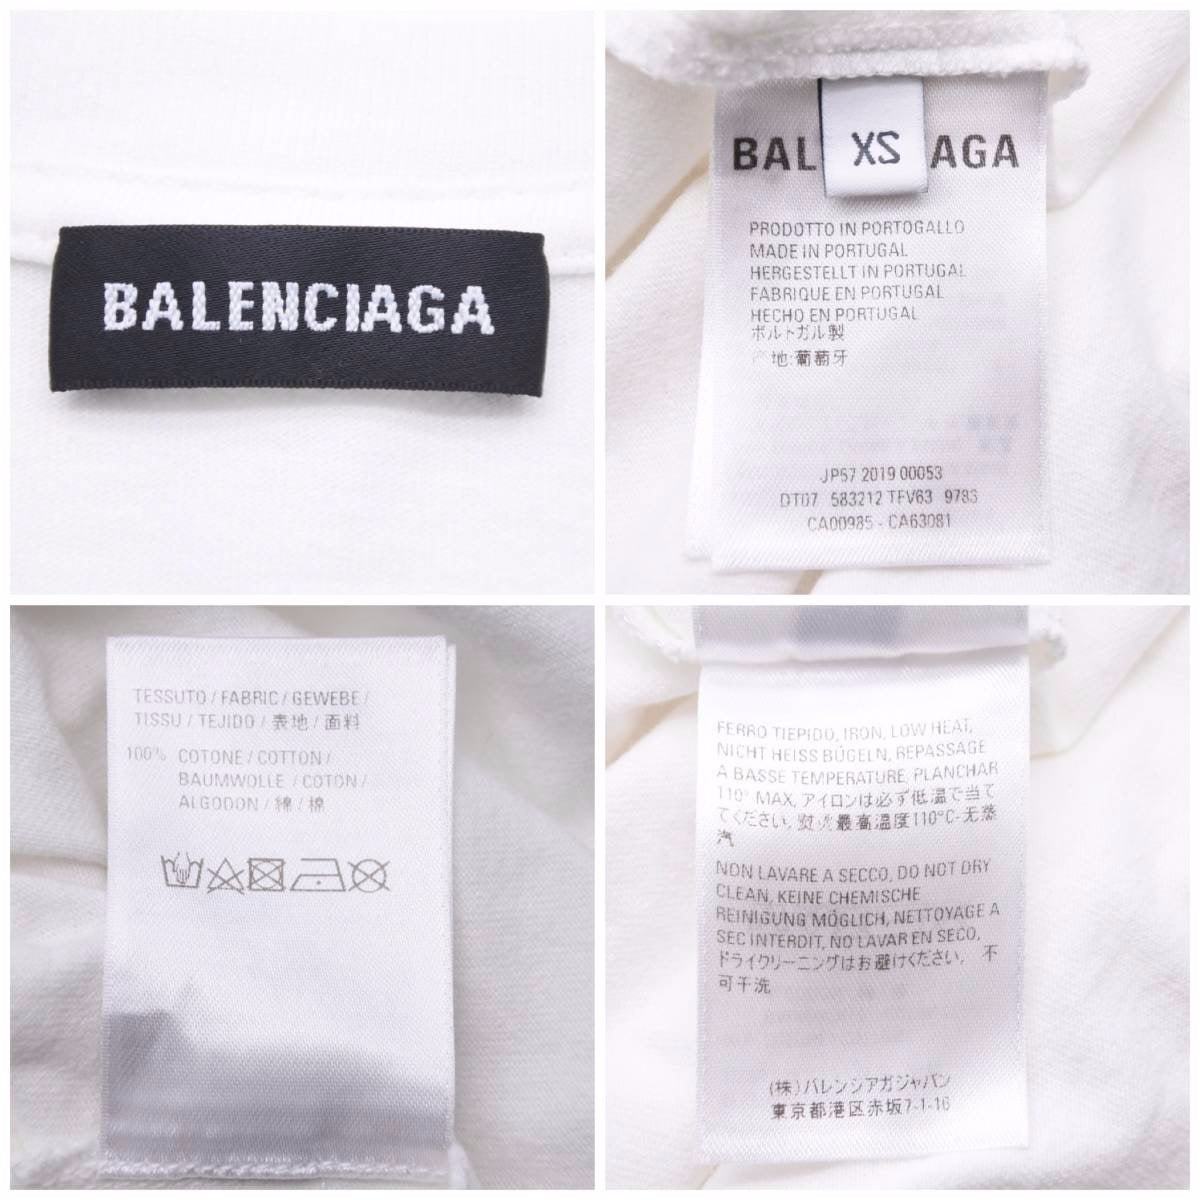 BALENCIAGA
BAL XS AGA
PRODOTTO IN PORTOGALLO
MADE IN PORTUGAL
HERGESTELLT IN PORTUGAL
FABRIQUE EN PORTUGAL
HECHO EN PORTUGAL
ポルトガル製
地:葡萄牙
JP57 2019 00053
DT07 583212 TFV63 9783
CA00985 - CA63081
TESSUTO / FABRIC / GEWEBE /
TISSU / TEJIDO / 表地 / 面料
100% COTONE / COTTON /
BAUMWOLLE / COTON /
ALGODON / 綿 / 棉
FERRO TIEPIDO, IRON, LOW HEAT,
NICHT HEISS BÜGELN, REPASSAGE
A BASSE TEMPERATURE, PLANCHAR
110° MAX, アイロンは必ず低温で当て
てください, 熨火最高温度110°C-无蒸
汽
NON LAVARE A SECCO, DO NOT DRY
CLEAN, KEINE CHEMISCHE
REINIGUNG MÖGLICH, NETTOYAGE A
SEC INTERDIT, NO LAVAR EN SECO,
ドライクリーニングはお避けください, 不
可干洗
(株)バレンシアガジャパン
東京都港区赤坂7-1-16